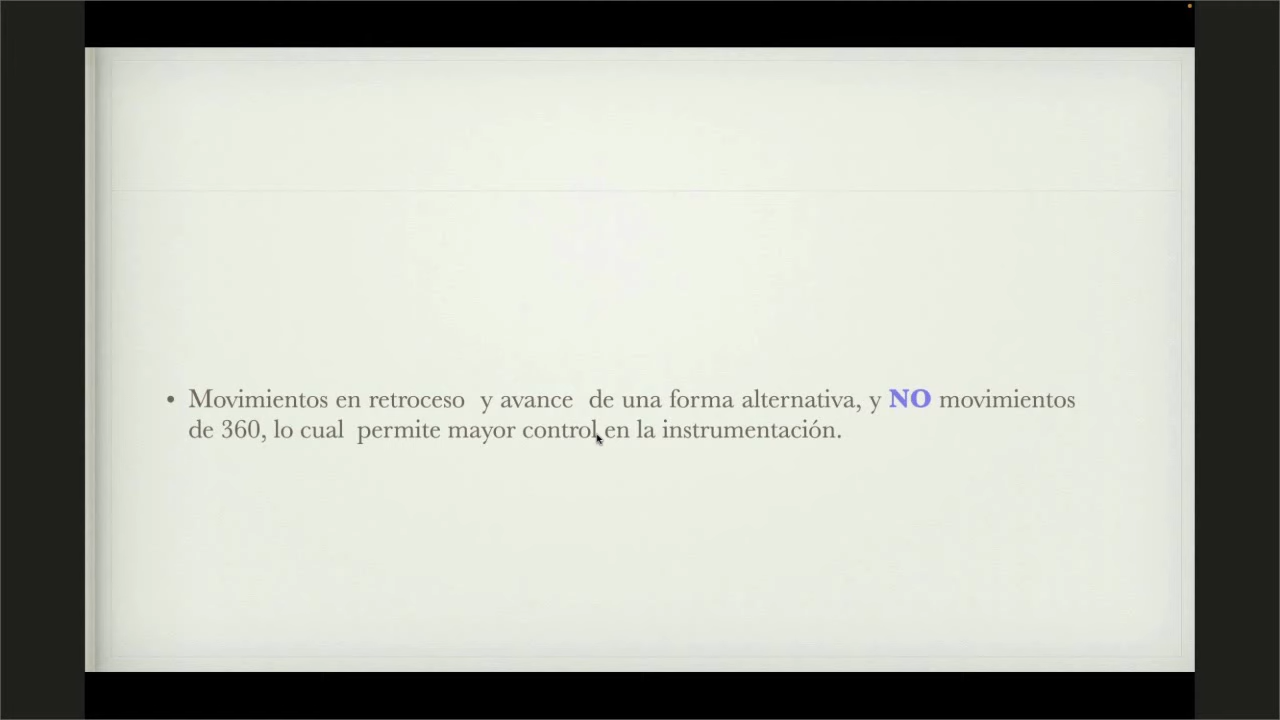 • Movimientos en retroceso  y avance  de una forma alternativa, y NO movimientos
de 360, lo cual  permite mayor control en la instrumentación.